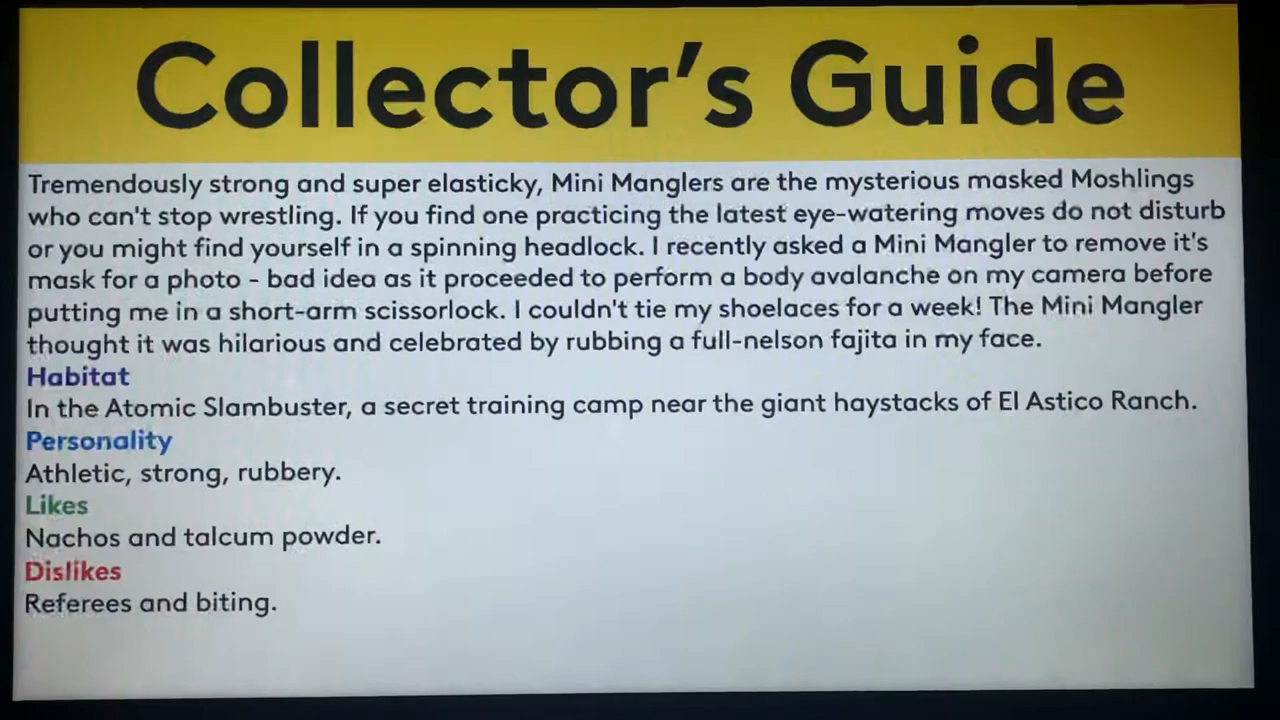 Collector's Guide
Tremendously strong and super elasticky, Mini Manglers are the mysterious masked Moshlings
who can't stop wrestling. If you find one practicing the latest eye-watering moves do not disturb
or you might find yourself in a spinning headlock. I recently asked a Mini Mangler to remove it's
mask for a photo - bad idea as it proceeded to perform a body avalanche on my camera before
putting me in a short-arm scissorlock. I couldn't tie my shoelaces for a week! The Mini Mangler
thought it was hilarious and celebrated by rubbing a full-nelson fajita in my face.
Habitat
In the Atomic Slambuster, a secret training camp near the giant haystacks of El Astico Ranch.
Personality
Athletic, strong, rubbery.
Likes
Nachos and talcum powder.
Dislikes
Referees and biting.